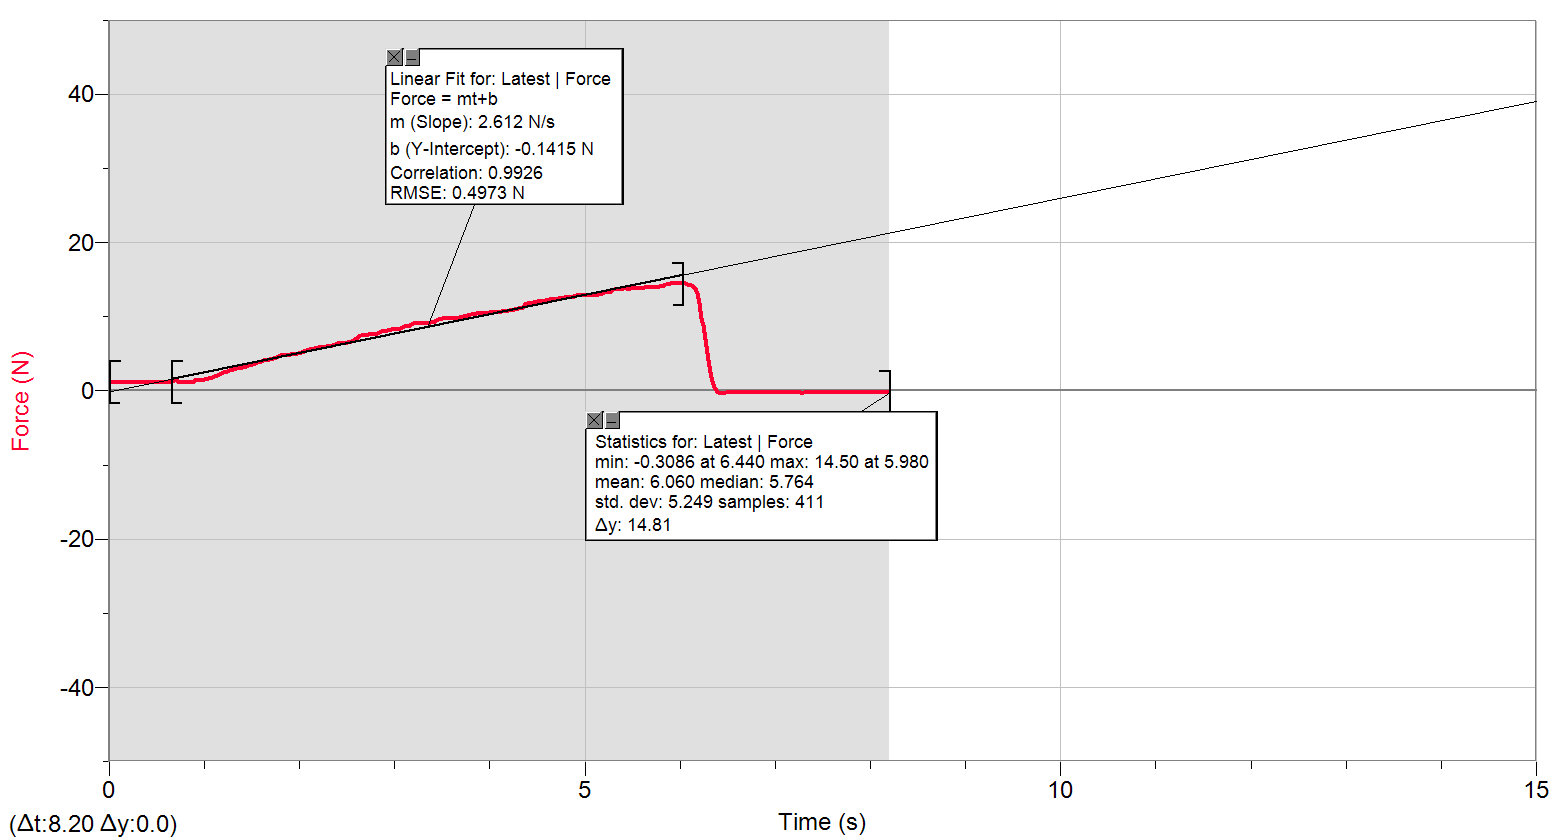 40
20
0
-20
-40
Force (N)
Linear Fit for: Latest | Force
Force = mt+b
m (Slope): 2.612 N/s
b (Y-Intercept): -0.1415 N
Correlation: 0.9926
RMSE: 0.4973 N
Statistics for: Latest | Force
min: -0.3086 at 6.440 max: 14.50 at 5.980
mean: 6.060 median: 5.764
std. dev: 5.249 samples: 411
Δy: 14.81
0 5 10 15
(Δt:8.20 Δy:0.0)
Time (s)